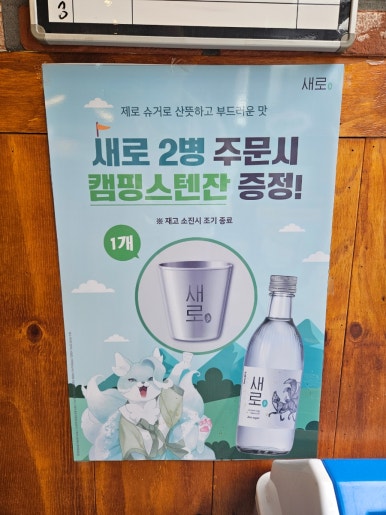 새로
제로 슈거로 산뜻하고 부드러운 맛
새로 2병 주문시
캠핑스텐잔 증정!
※ 재고 소진시 조기 종료
1개
새로
새로